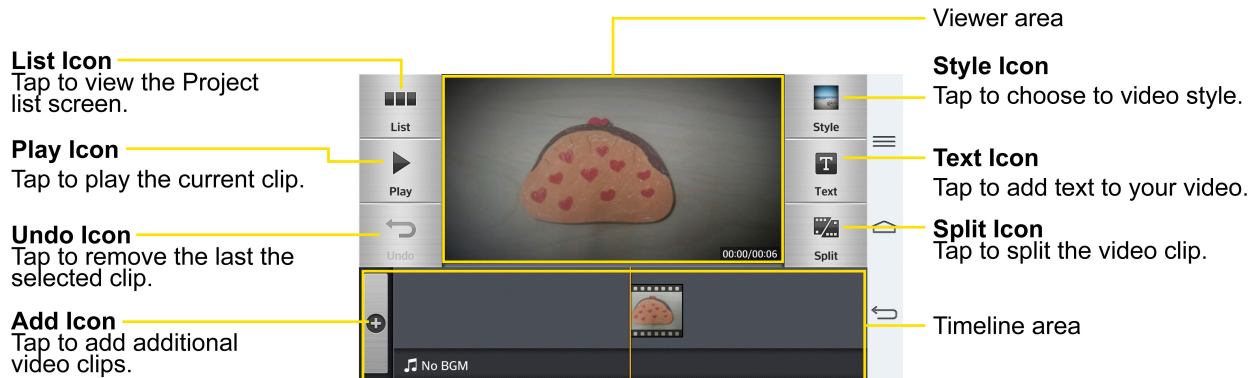 Viewer area
List Icon
Tap to view the Project
list screen.
Play Icon
Tap to play the current clip.
Undo Icon
Tap to remove the last the
selected clip.
Add Icon
Tap to add additional
video clips.
List
Play
Undo
00:00/00:06
No BGM
Style
T
Text
Split
Style Icon
Tap to choose to video style.
Text Icon
Tap to add text to your video.
Split Icon
Tap to split the video clip.
Timeline area